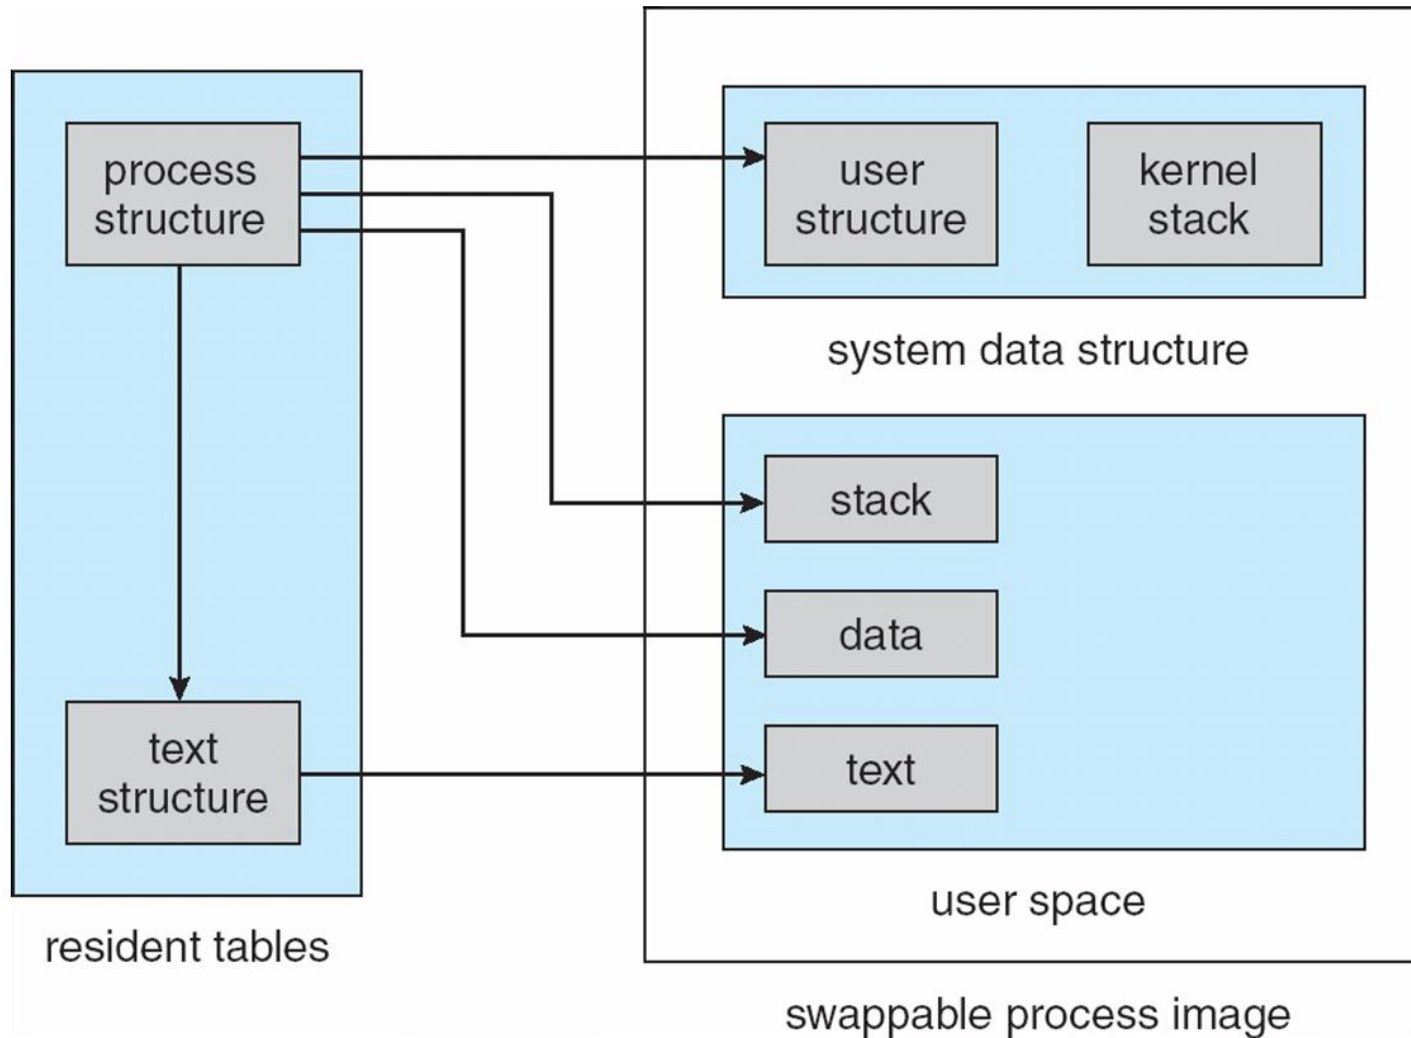 process
structure
text
structure
resident tables
user
structure
kernel
stack
system data structure
stack
data
text
user space
swappable process image